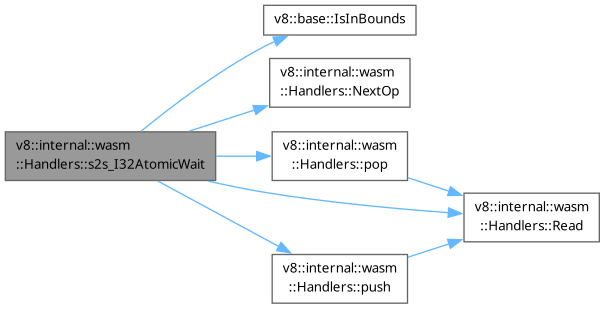 v8::base::IsInBounds
v8::internal::wasm
::Handlers::NextOp
v8::internal::wasm
::Handlers::s2s_I32AtomicWait
v8::internal::wasm
::Handlers::pop
v8::internal::wasm
::Handlers::Read
v8::internal::wasm
::Handlers::push